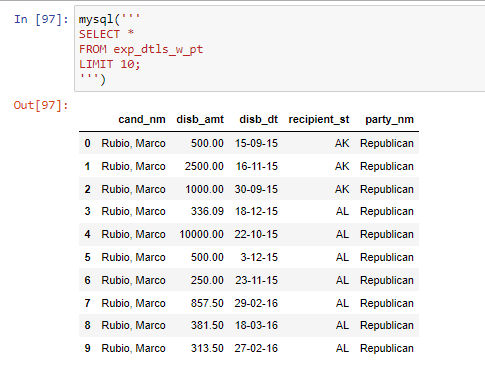 In [97]: mysql('''
SELECT *
FROM exp_dtls_w_pt
LIMIT 10;
''')
Out[97]:
cand_nm disb_amt disb_dt recipient_st party_nm
0 Rubio, Marco 500.00 15-09-15 AK Republican
1 Rubio, Marco 2500.00 16-11-15 AK Republican
2 Rubio, Marco 1000.00 30-09-15 AK Republican
3 Rubio, Marco 336.09 18-12-15 AL Republican
4 Rubio, Marco 10000.00 22-10-15 AL Republican
5 Rubio, Marco 500.00 3-12-15 AL Republican
6 Rubio, Marco 250.00 23-11-15 AL Republican
7 Rubio, Marco 857.50 29-02-16 AL Republican
8 Rubio, Marco 381.50 18-03-16 AL Republican
9 Rubio, Marco 313.50 27-02-16 AL Republican